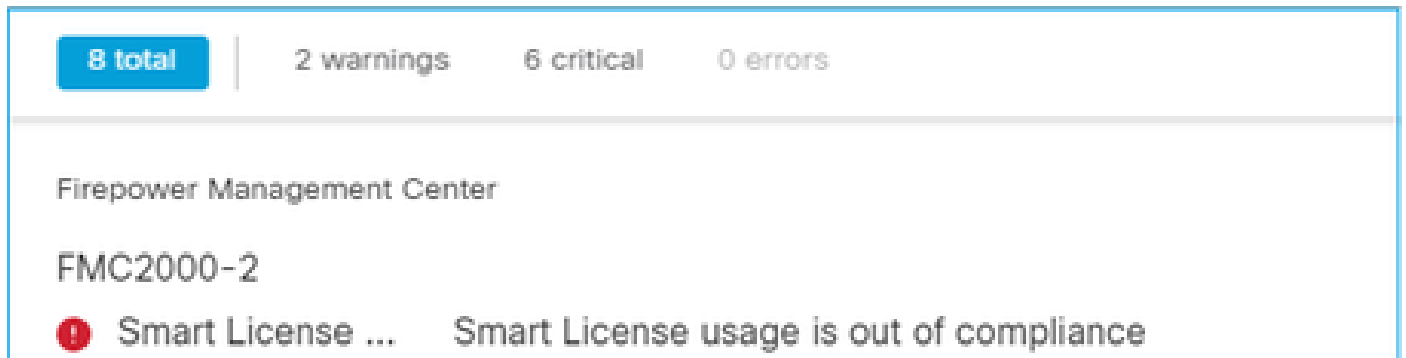 8 total 2 warnings 6 critical 0 errors
Firepower Management Center
FMC2000-2
! Smart License ... Smart License usage is out of compliance